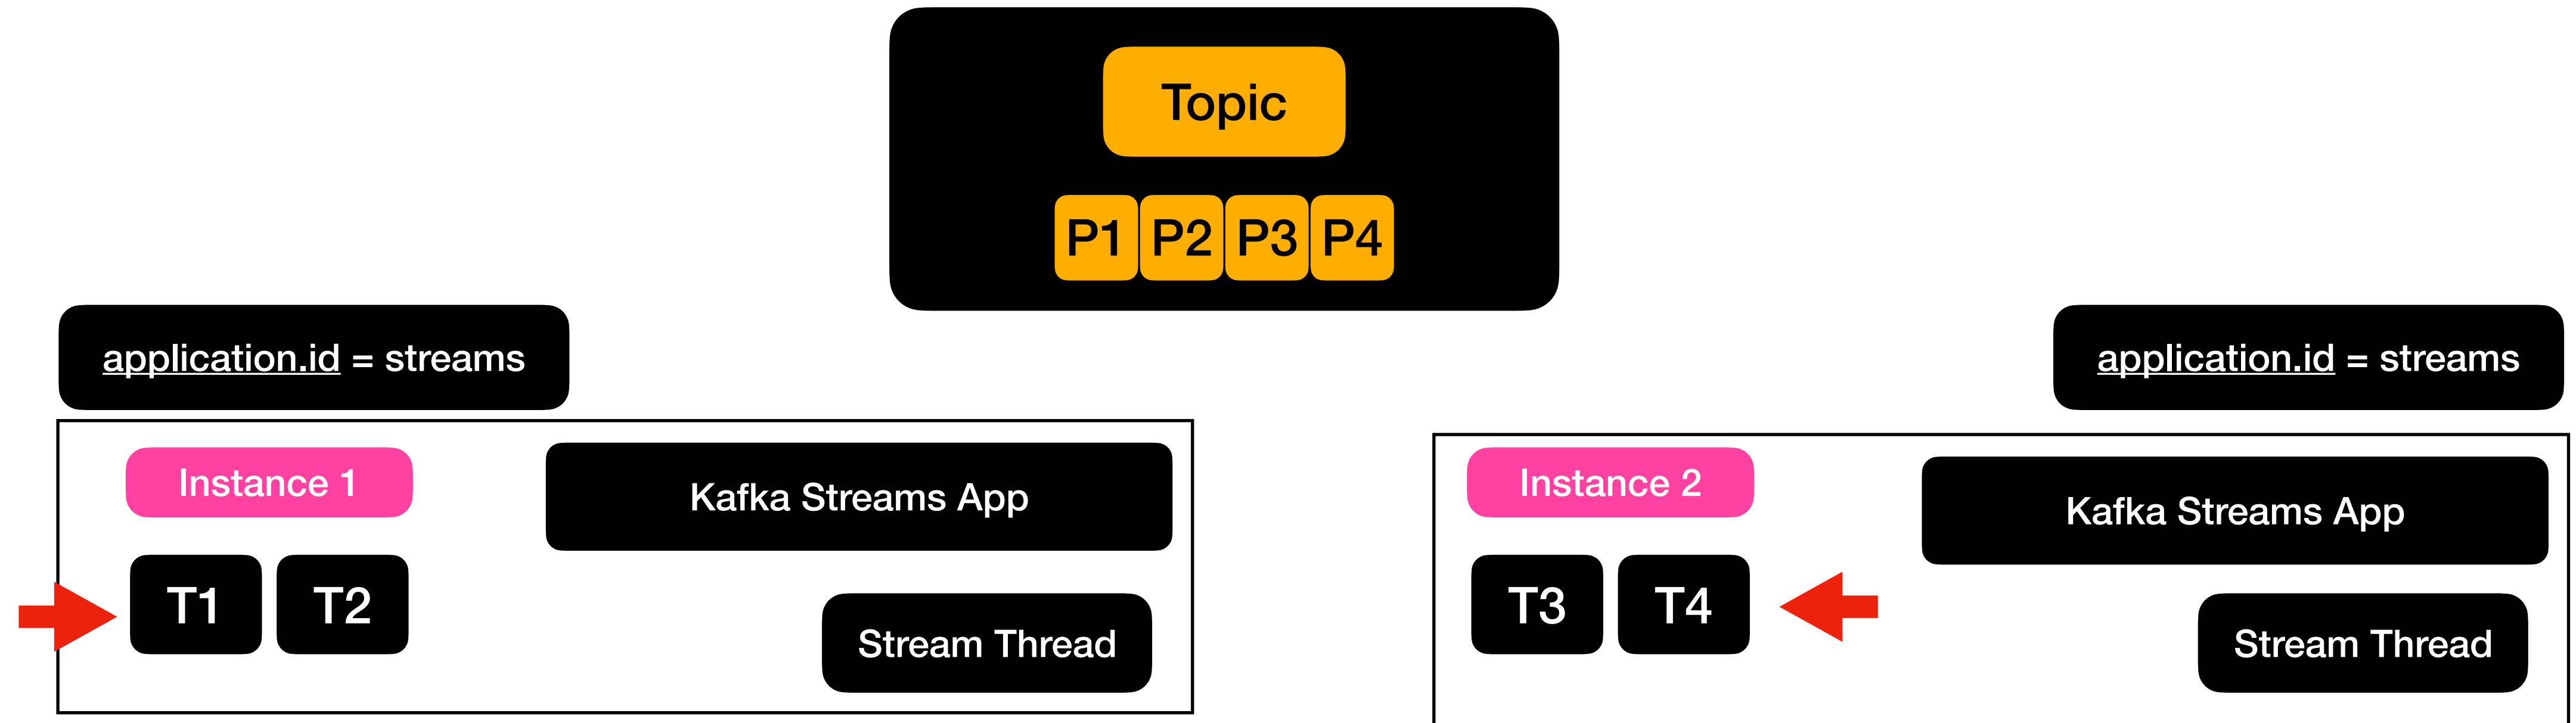 Topic
P1 P2 P3 P4
application.id = streams
application.id = streams
Instance 1
Kafka Streams App
T1 T2
Stream Thread
Instance 2
Kafka Streams App
T3 T4
Stream Thread